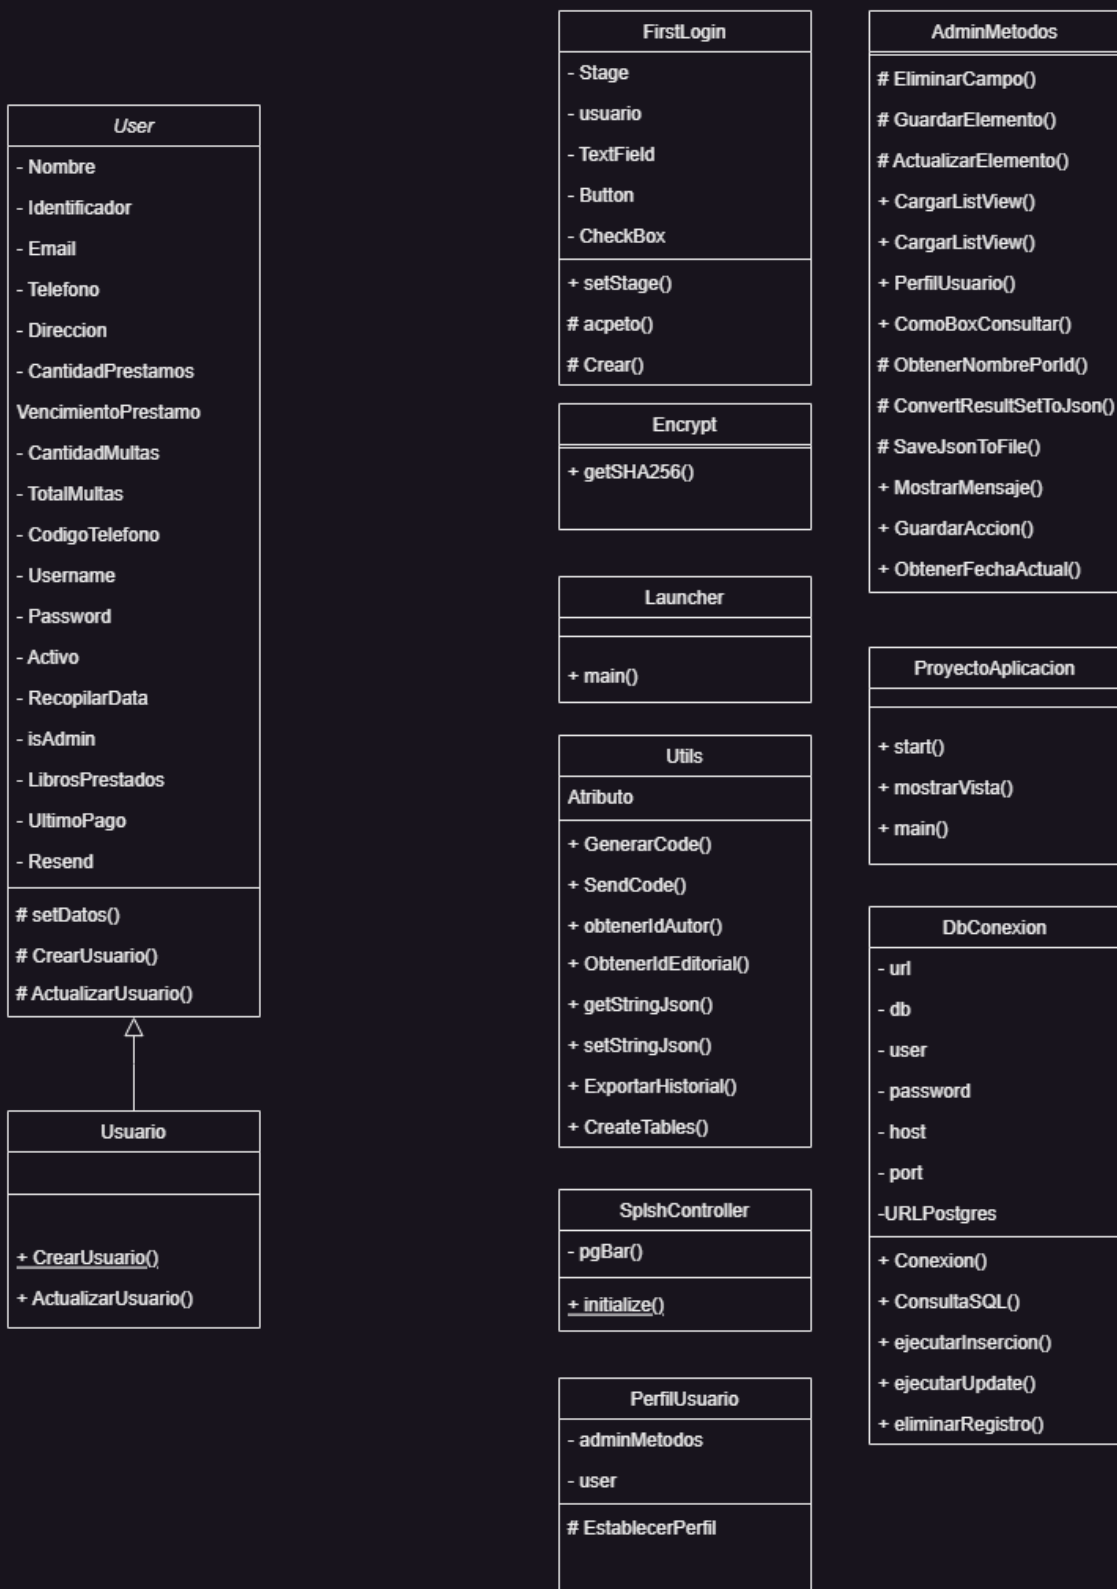 User
- Nombre
- Identificador
- Email
- Telefono
- Direccion
- CantidadPrestamos
VencimientoPrestamo
- CantidadMultas
- TotalMultas
- CodigoTelefono
- Username
- Password
- Activo
- RecopilarData
- isAdmin
- LibrosPrestados
- UltimoPago
- Resend
# setDatos()
# CrearUsuario()
# ActualizarUsuario()
Usuario
+ CrearUsuario()
+ ActualizarUsuario()
FirstLogin
- Stage
- usuario
- TextField
- Button
- CheckBox
+ setStage()
# acpeto()
# Crear()
Encrypt
+ getSHA256()
Launcher
+ main()
Utils
Atributo
+ GenerarCode()
+ SendCode()
+ obtenerIdAutor()
+ ObtenerIdEditorial()
+ getStringJson()
+ setStringJson()
+ ExportarHistorial()
+ CreateTables()
SplshController
- pgBar()
+ initialize()
PerfilUsuario
- adminMetodos
- user
# EstablecerPerfil
AdminMetodos
# EliminarCampo()
# GuardarElemento()
# ActualizarElemento()
+ CargarListView()
+ CargarListView()
+ PerfilUsuario()
+ ComoBoxConsultar()
# ObtenerNombrePorId()
# ConvertResultSetToJson()
# SaveJsonToFile()
+ MostrarMensaje()
+ GuardarAccion()
+ ObtenerFechaActual()
ProyectoAplicacion
+ start()
+ mostrarVista()
+ main()
DbConexion
- url
- db
- user
- password
- host
- port
-URLPostgres
+ Conexion()
+ ConsultaSQL()
+ ejecutarInsercion()
+ ejecutarUpdate()
+ eliminarRegistro()